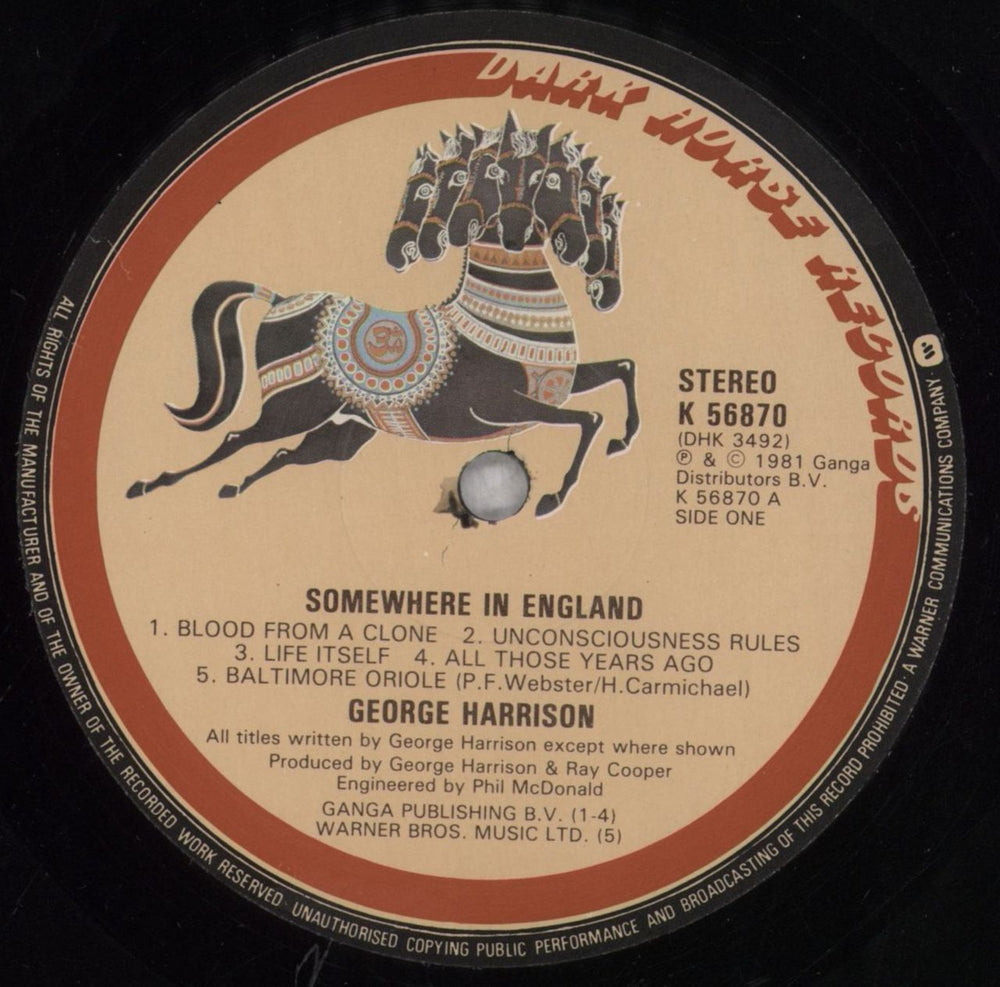 DARK HORSE RECORDS
STEREO
K 56870
(DHK 3492)
℗ & © 1981 Ganga
Distributors B.V.
K 56870 A
SIDE ONE
SOMEWHERE IN ENGLAND
1. BLOOD FROM A CLONE 2. UNCONSCIOUSNESS RULES
3. LIFE ITSELF 4. ALL THOSE YEARS AGO
5. BALTIMORE ORIOLE (P.F.Webster/H.Carmichael)
GEORGE HARRISON
All titles written by George Harrison except where shown
Produced by George Harrison & Ray Cooper
Engineered by Phil McDonald
GANGA PUBLISHING B.V. (1-4)
WARNER BROS. MUSIC LTD. (5)
ALL RIGHTS OF THE MANUFACTURER AND OF THE OWNER OF THE RECORDED WORK RESERVED · UNAUTHORISED COPYING PUBLIC PERFORMANCE AND BROADCASTING OF THIS RECORD PROHIBITED · A WARNER COMMUNICATIONS COMPANY ·
ॐ